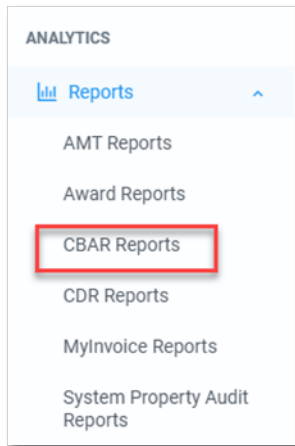 ANALYTICS
Reports
AMT Reports
Award Reports
CBAR Reports
CDR Reports
MyInvoice Reports
System Property Audit
Reports